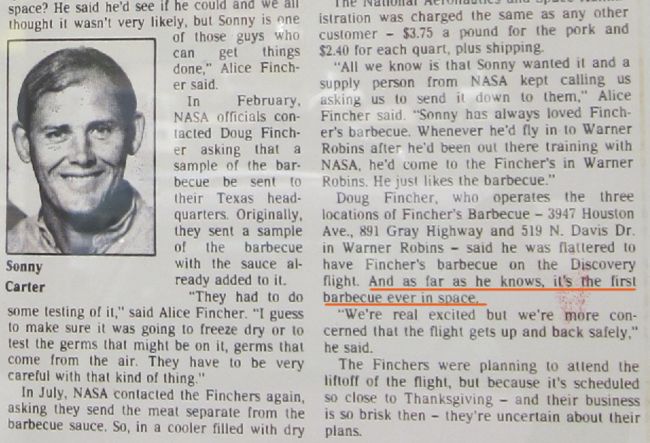 space? He said he'd see if he could and we all
thought it wasn't very likely, but Sonny is one
of those guys who
can get things
done," Alice Finch-
er said.
In February,
NASA officials con-
tacted Doug Finch-
er asking that a
sample of the bar-
becue be sent to
their Texas head-
quarters. Originally,
they sent a sample
of the barbecue
with the sauce al-
ready added to it.
Sonny
Carter
"They had to do
some testing of it," said Alice Fincher. "I guess
to make sure it was going to freeze dry or to
test the germs that might be on it, germs that
come from the air. They have to be very
careful with that kind of thing."
In July, NASA contacted the Finchers again,
asking they send the meat separate from the
barbecue sauce. So, in a cooler filled with dry
The National Aeronautics and Space
istration was charged the same as any other
customer – $3.75 a pound for the pork and
$2.40 for each quart, plus shipping.
"All we know is that Sonny wanted it and a
supply person from NASA kept calling us
asking us to send it down to them," Alice
Fincher said. "Sonny has always loved Finch-
er's barbecue. Whenever he'd fly in to Warner
Robins after he'd been out there training with
NASA, he'd come to the Fincher's in Warner
Robins. He just likes the barbecue."
Doug Fincher, who operates the three
locations of Fincher's Barbecue – 3947 Houston
Ave., 891 Gray Highway and 519 N. Davis Dr.
in Warner Robins – said he was flattered to
have Fincher's barbecue on the Discovery
flight. And as far as he knows, it's the first
barbecue ever in space.
"We're real excited but we're more con-
cerned that the flight gets up and back safely,"
he said.
The Finchers were planning to attend the
liftoff of the flight, but because it's scheduled
so close to Thanksgiving – and their business
is so brisk then – they're uncertain about their
plans.